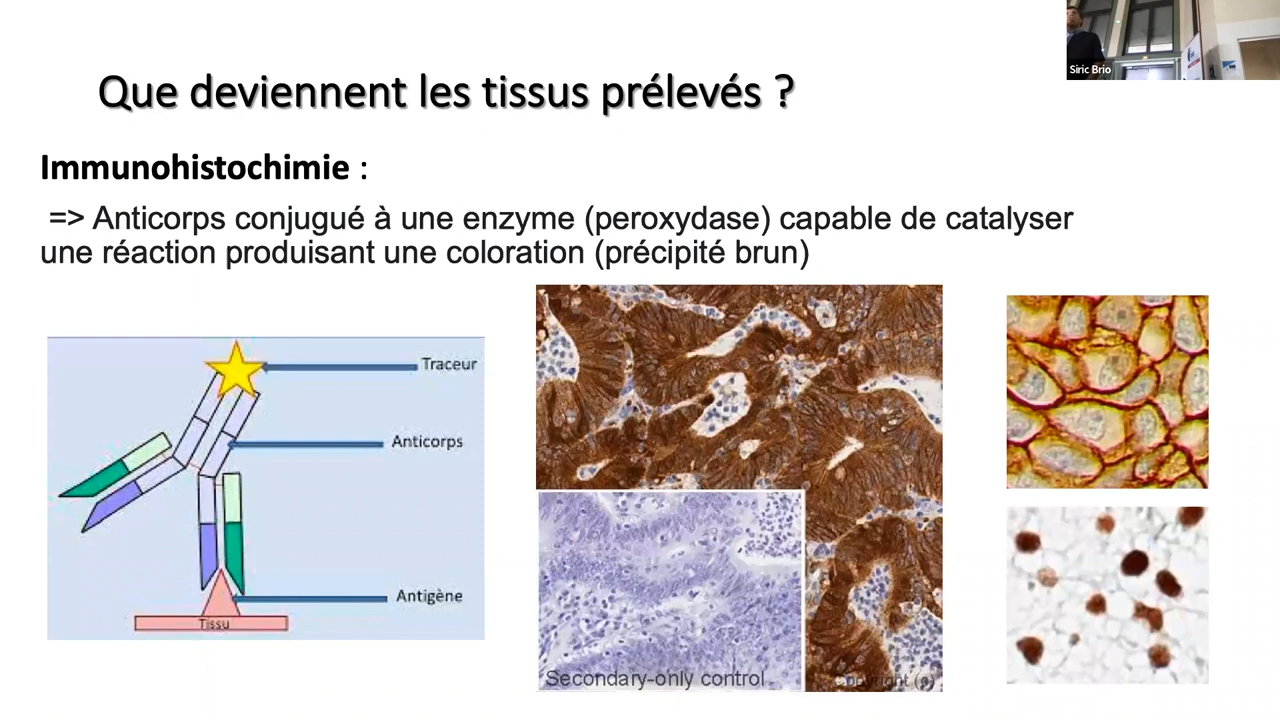 Siric Brio
Que deviennent les tissus prélevés ?
Immunohistochimie :
=> Anticorps conjugué à une enzyme (peroxydase) capable de catalyser
une réaction produisant une coloration (précipité brun)
Traceur
Anticorps
Antigène
Tissu
Secondary-only control
Copyright (c)